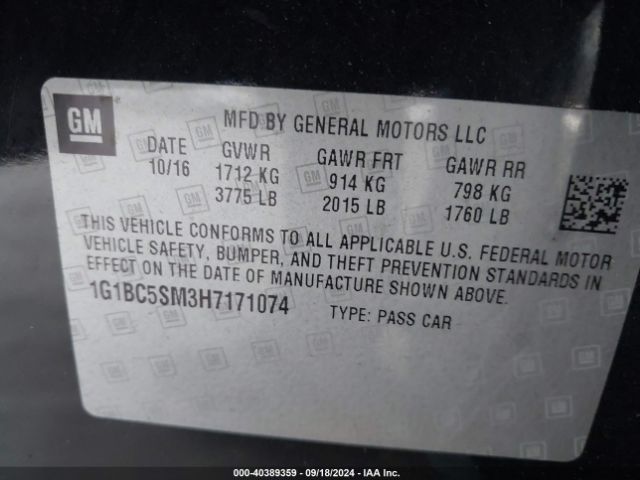 GM
MFD BY GENERAL MOTORS LLC
DATE GVWR GAWR FRT GAWR RR
10/16 1712 KG 914 KG 798 KG
3775 LB 2015 LB 1760 LB
THIS VEHICLE CONFORMS TO ALL APPLICABLE U.S. FEDERAL MOTOR
VEHICLE SAFETY, BUMPER, AND THEFT PREVENTION STANDARDS IN
EFFECT ON THE DATE OF MANUFACTURE SHOWN ABOVE.
1G1BC5SM3H7171074 TYPE: PASS CAR
000-40389359 - 09/18/2024 - IAA Inc.